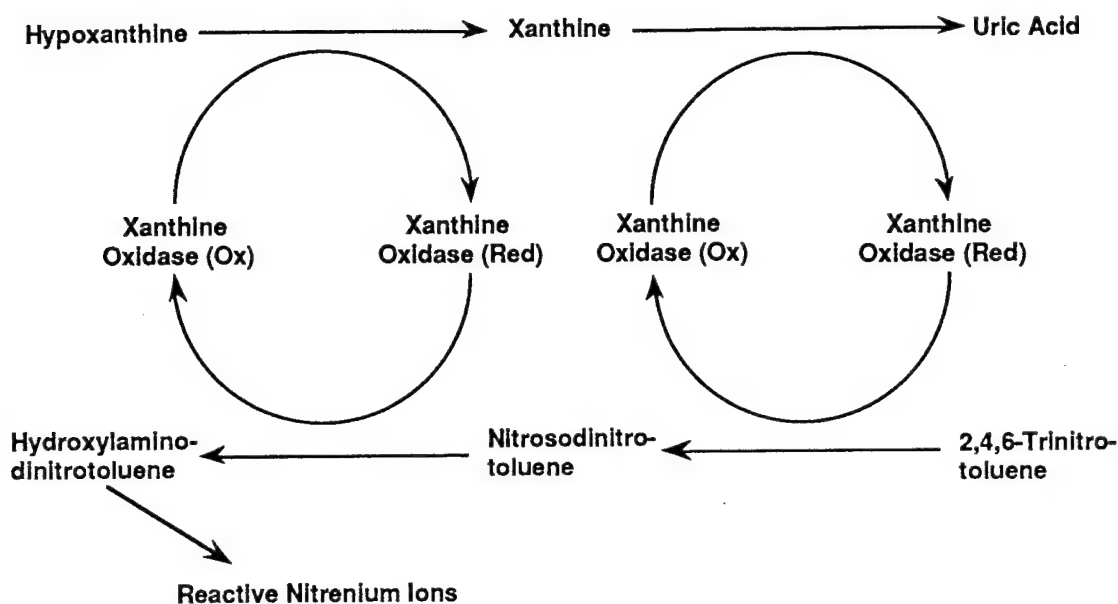 Hypoxanthine
Xanthine
Uric Acid
Xanthine
Oxidase (Ox)
Xanthine
Oxidase (Red)
Xanthine
Oxidase (Ox)
Xanthine
Oxidase (Red)
Hydroxylamino-
dinitrotoluene
Nitrosodinitro-
toluene
2,4,6-Trinitro-
toluene
Reactive Nitrenium Ions